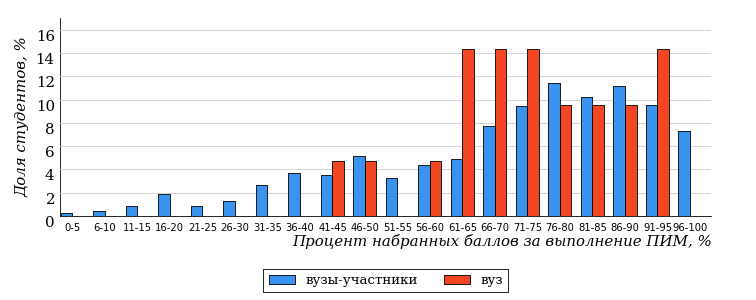 16
14
12
10
8
6
4
2
0
Доля студентов, %
0-5 6-10 11-15 16-20 21-25 26-30 31-35 36-40 41-45 46-50 51-55 56-60 61-65 66-70 71-75 76-80 81-85 86-90 91-95 96-100
Процент набранных баллов за выполнение ПИМ, %
вузы-участники вуз